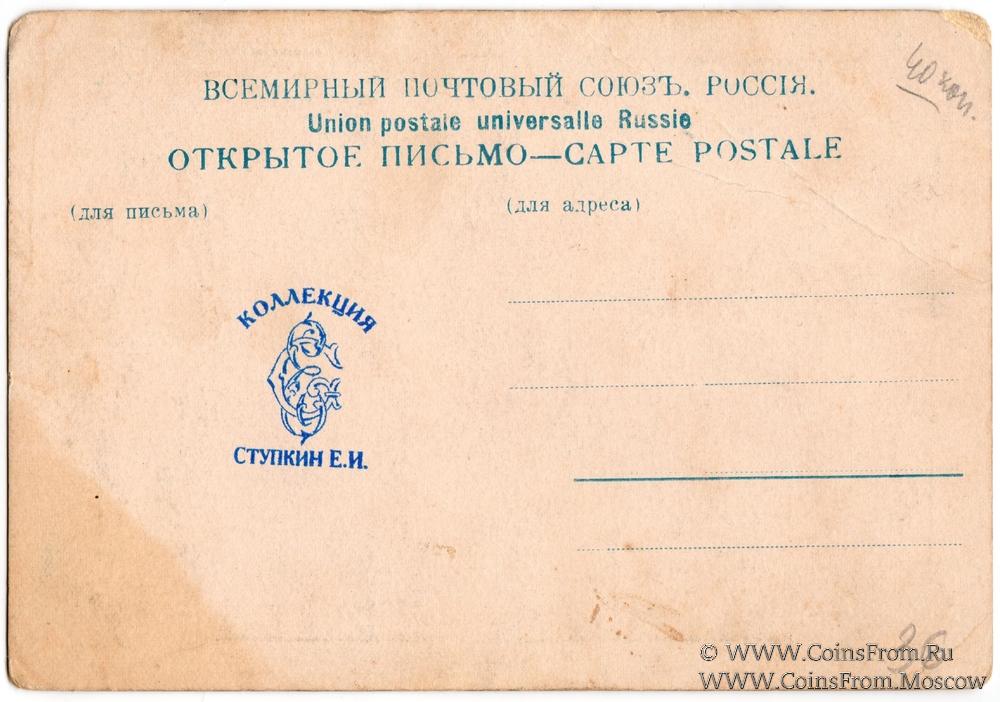 ВСЕМИРНЫЙ ПОЧТОВЫЙ СОЮЗЪ. РОССІЯ.
Union postale universalle Russie
ОТКРЫТОЕ ПИСЬМО—CAPTE POSTALE
(для письма)
(для адреса)
40 коп.
КОЛЛЕКЦИЯ
СТУПКИН Е.И.
© WWW.CoinsFrom.Ru
WWW.CoinsFrom.Moscow